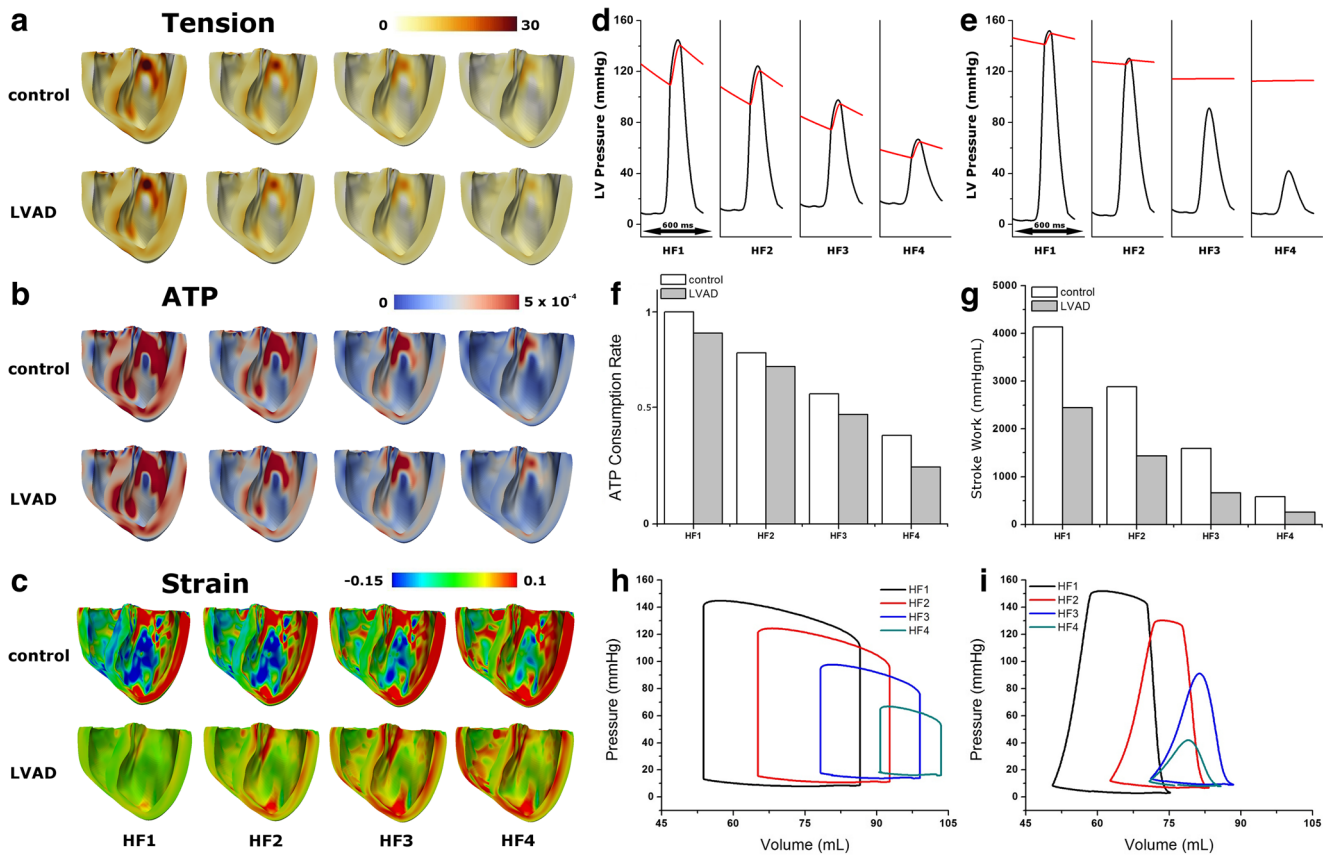 a
Tension
0
30
control
LVAD
b
ATP
0
5 x 10⁻⁴
control
LVAD
c
Strain
-0.15
0.1
control
LVAD
HF1
HF2
HF3
HF4
d
LV Pressure (mmHg)
160
120
80
40
0
600 ms
HF1
HF2
HF3
HF4
e
LV Pressure (mmHg)
160
120
80
40
0
600 ms
HF1
HF2
HF3
HF4
f
control
LVAD
ATP Consumption Rate
1
0.5
0
HF1
HF2
HF3
HF4
g
control
LVAD
Stroke Work (mmHgmL)
5000
4000
3000
2000
1000
0
HF1
HF2
HF3
HF4
h
HF1
HF2
HF3
HF4
Pressure (mmHg)
160
140
120
100
80
60
40
20
0
45
60
75
90
105
Volume (mL)
i
HF1
HF2
HF3
HF4
Pressure (mmHg)
160
140
120
100
80
60
40
20
0
45
60
75
90
105
Volume (mL)